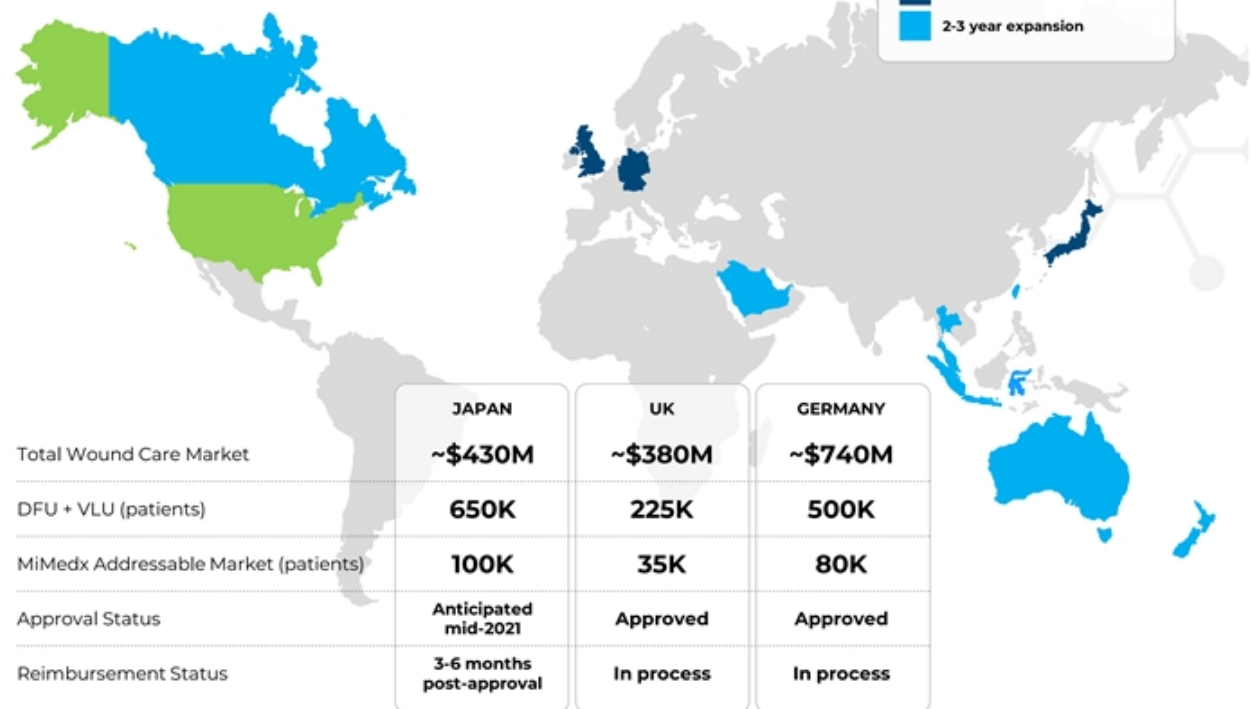 2-3 year expansion
JAPAN UK GERMANY
Total Wound Care Market ~$430M ~$380M ~$740M
DFU + VLU (patients) 650K 225K 500K
MiMedx Addressable Market (patients) 100K 35K 80K
Approval Status Anticipated mid-2021 Approved Approved
Reimbursement Status 3-6 months post-approval In process In process